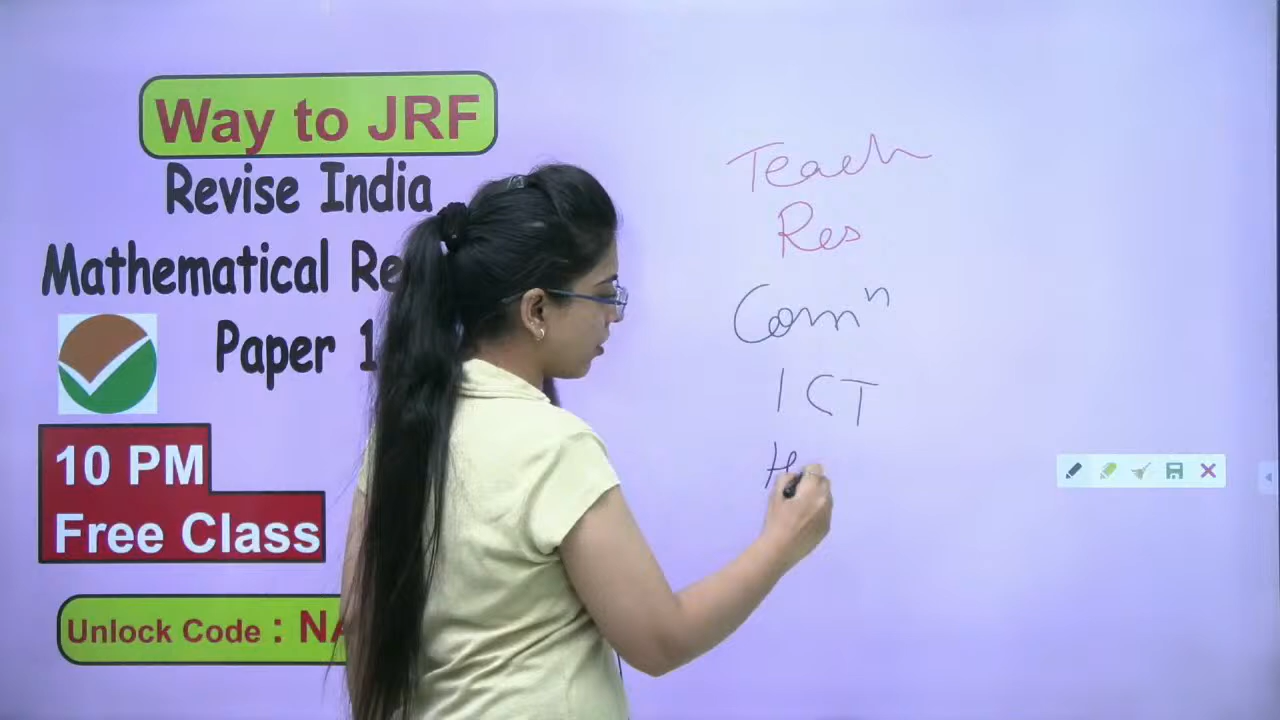 Way to JRF
Revise India
Mathematical Re
Paper 1
10 PM
Free Class
Unlock Code : NA
Teach
Res
Comⁿ
ICT
H